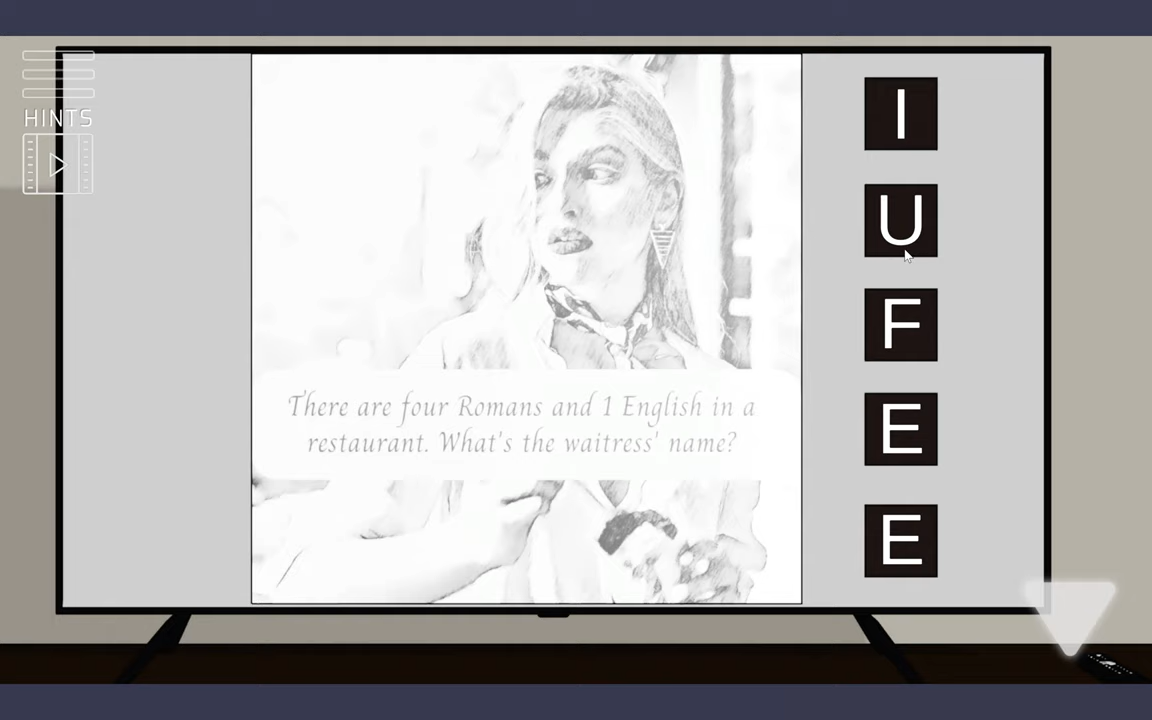 HINTS
There are four Romans and 1 English in a
restaurant. What's the waitress' name?
I
U
F
E
E